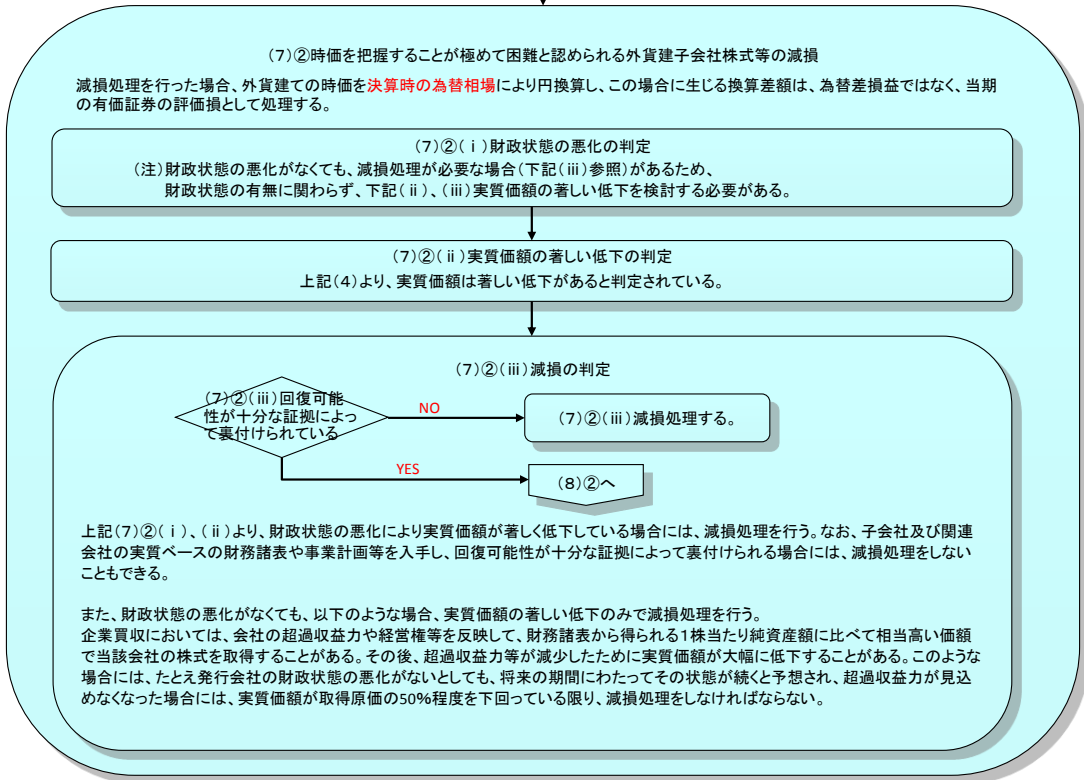 (7)②時価を把握することが極めて困難と認められる外貨建子会社株式等の減損
減損処理を行った場合、外貨建ての時価を決算時の為替相場により円換算し、この場合に生じる換算差額は、為替差損益ではなく、当期
の有価証券の評価損として処理する。
(7)②(ⅰ)財政状態の悪化の判定
(注)財政状態の悪化がなくても、減損処理が必要な場合(下記(ⅲ)参照)があるため、
財政状態の有無に関わらず、下記(ⅱ)、(ⅲ)実質価額の著しい低下を検討する必要がある。
(7)②(ⅱ)実質価額の著しい低下の判定
上記(4)より、実質価額は著しい低下があると判定されている。
(7)②(ⅲ)減損の判定
(7)②(ⅲ)回復可能
性が十分な証拠によっ
て裏付けられている
NO
(7)②(ⅲ)減損処理する。
YES
(8)②へ
上記(7)②(ⅰ)、(ⅱ)より、財政状態の悪化により実質価額が著しく低下している場合には、減損処理を行う。なお、子会社及び関連
会社の実質ベースの財務諸表や事業計画等を入手し、回復可能性が十分な証拠によって裏付けられる場合には、減損処理をしない
こともできる。
また、財政状態の悪化がなくても、以下のような場合、実質価額の著しい低下のみで減損処理を行う。
企業買収においては、会社の超過収益力や経営権等を反映して、財務諸表から得られる1株当たり純資産額に比べて相当高い価額
で当該会社の株式を取得することがある。その後、超過収益力等が減少したために実質価額が大幅に低下することがある。このような
場合には、たとえ発行会社の財政状態の悪化がないとしても、将来の期間にわたってその状態が続くと予想され、超過収益力が見込
めなくなった場合には、実質価額が取得原価の50%程度を下回っている限り、減損処理をしなければならない。